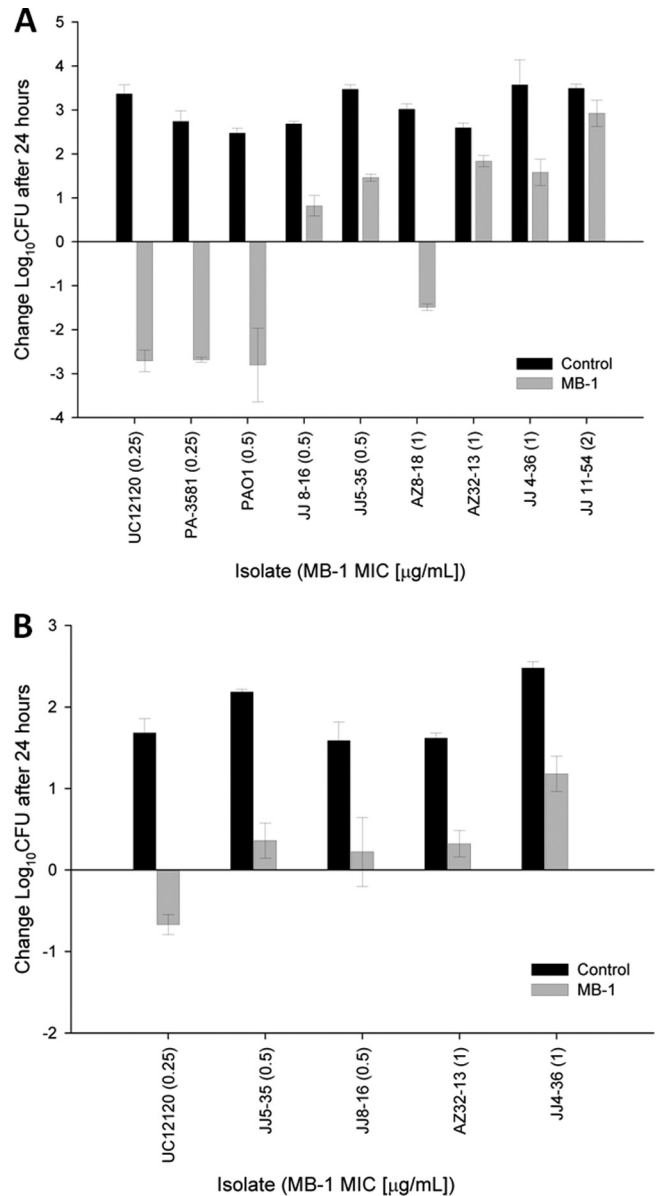 A
Change Log10CFU after 24 hours
5
4
3
2
1
0
-1
-2
-3
-4
Control
MB-1
UC12120 (0.25)
PA-3581 (0.25)
PAO1 (0.5)
JJ 8-16 (0.5)
JJ5-35 (0.5)
AZ8-18 (1)
AZ32-13 (1)
JJ 4-36 (1)
JJ 11-54 (2)
Isolate (MB-1 MIC [μg/mL])
B
Change Log10CFU after 24 hours
3
2
1
0
-1
-2
Control
MB-1
UC12120 (0.25)
JJ5-35 (0.5)
JJ8-16 (0.5)
AZ32-13 (1)
JJ4-36 (1)
Isolate (MB-1 MIC [μg/mL])